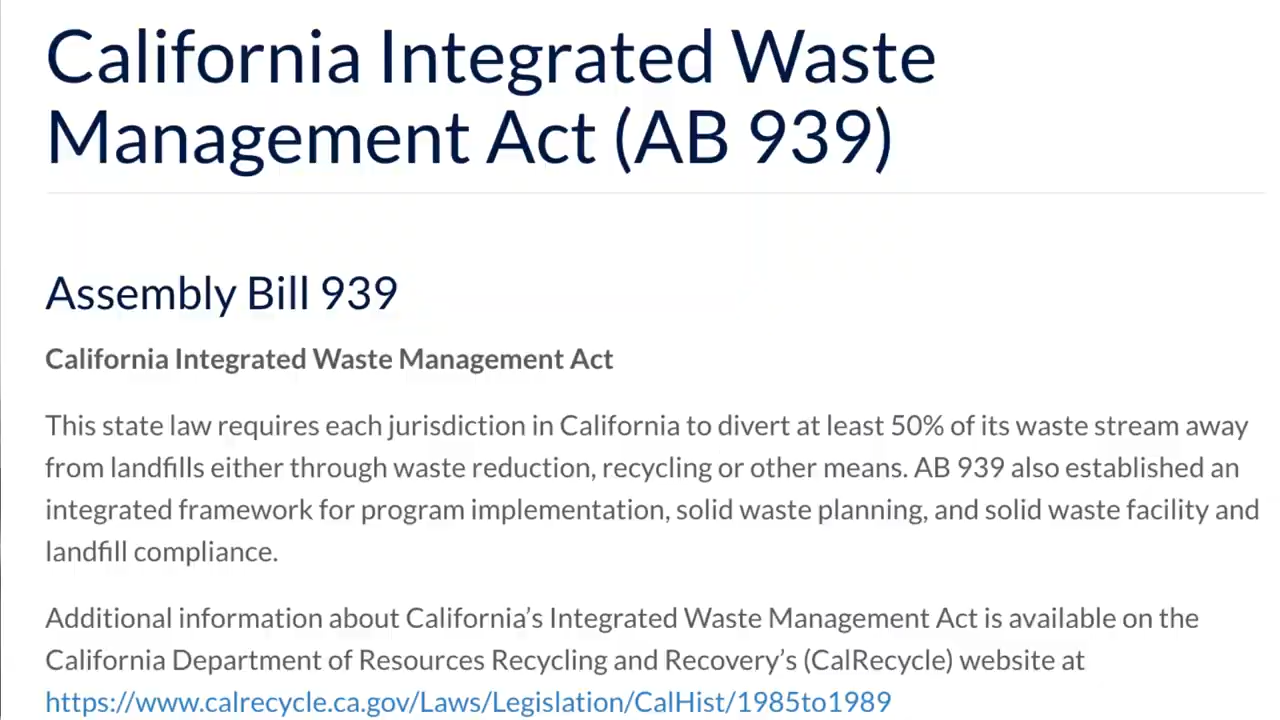 California Integrated Waste
Management Act (AB 939)
Assembly Bill 939
California Integrated Waste Management Act
This state law requires each jurisdiction in California to divert at least 50% of its waste stream away
from landfills either through waste reduction, recycling or other means. AB 939 also established an
integrated framework for program implementation, solid waste planning, and solid waste facility and
landfill compliance.
Additional information about California’s Integrated Waste Management Act is available on the
California Department of Resources Recycling and Recovery’s (CalRecycle) website at
https://www.calrecycle.ca.gov/Laws/Legislation/CalHist/1985to1989